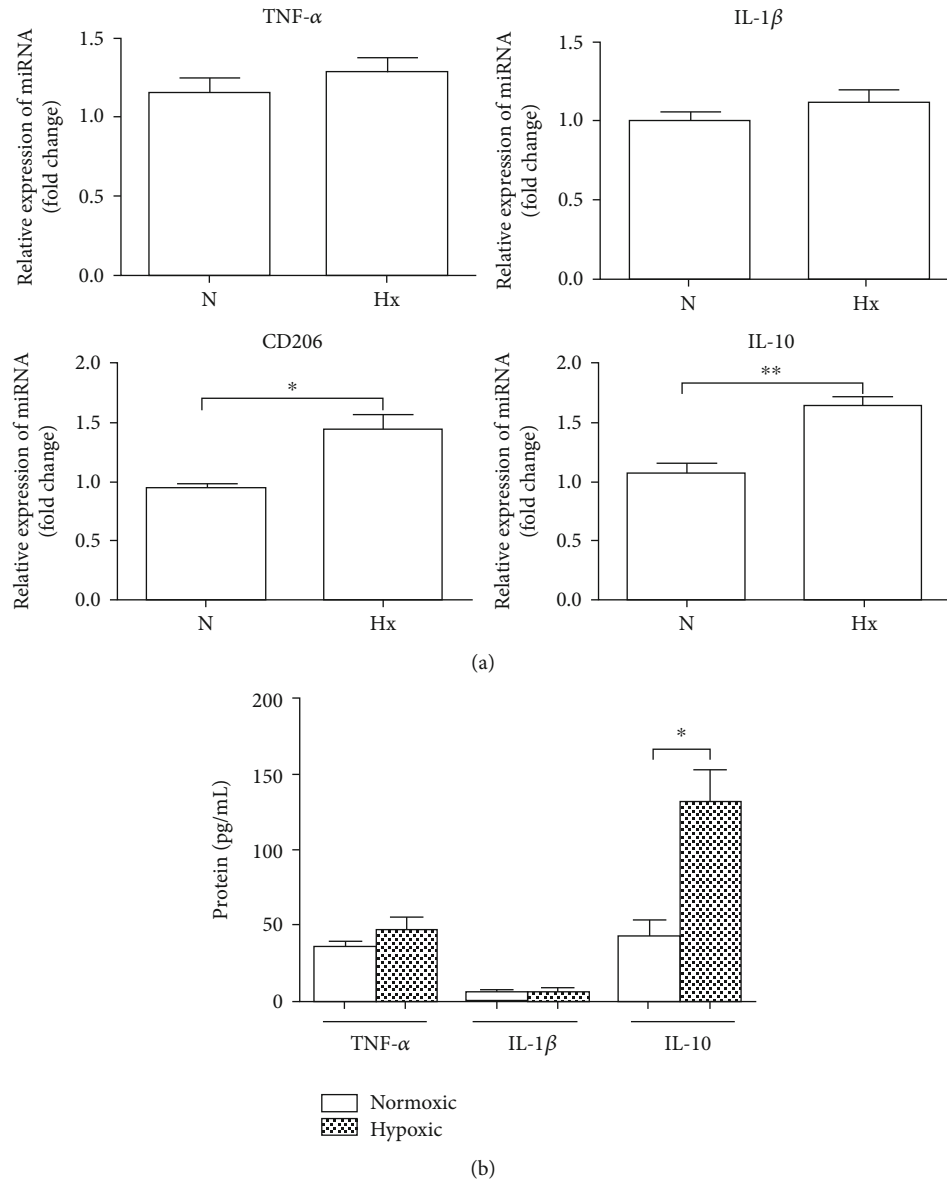 TNF-α
Relative expression of miRNA
(fold change)
1.5
1.0
0.5
0.0
N
Hx
IL-1β
Relative expression of miRNA
(fold change)
1.5
1.0
0.5
0.0
N
Hx
CD206
Relative expression of miRNA
(fold change)
2.0
1.5
1.0
0.5
0.0
*
N
Hx
IL-10
Relative expression of miRNA
(fold change)
2.0
1.5
1.0
0.5
0.0
**
N
Hx
(a)
Protein (pg/mL)
200
150
100
50
0
*
TNF-α
IL-1β
IL-10
Normoxic
Hypoxic
(b)